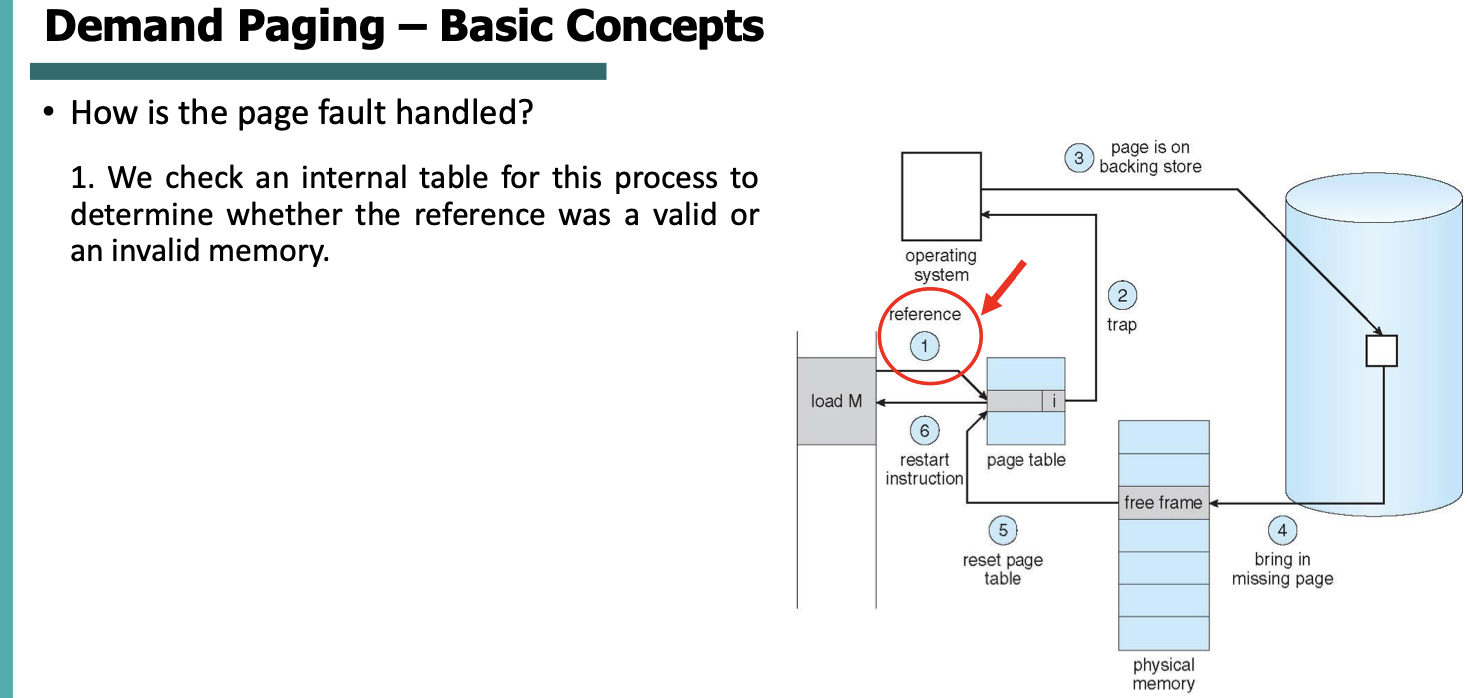 Demand Paging – Basic Concepts
• How is the page fault handled?
1. We check an internal table for this process to
determine whether the reference was a valid or
an invalid memory.
3
page is on
backing store
operating
system
2
trap
reference
1
load M
i
6
restart
instruction
page table
free frame
5
reset page
table
4
bring in
missing page
physical
memory